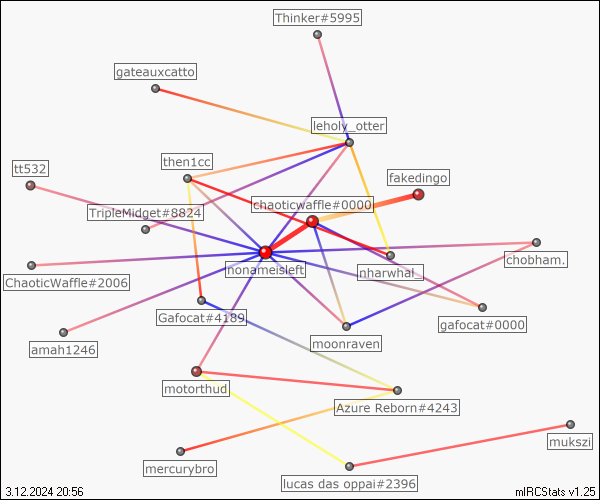 Thinker#5995
gateauxcatto
leholy_otter
then1cc
tt532
fakedingo
chaoticwaffle#0000
TripleMidget#8824
nonameisleft
nharwhal_
chobham.
ChaoticWaffle#2006
Gafocat#4189
gafocat#0000
amah1246
moonraven
motorthud
Azure Reborn#4243
mukszi
mercurybro
lucas das oppai#2396
3.12.2024 20:56
mIRCStats v1.25